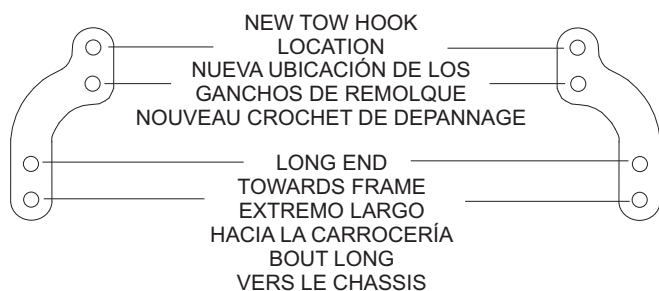 NEW TOW HOOK
LOCATION
NUEVA UBICACIÓN DE LOS
GANCHOS DE REMOLQUE
NOUVEAU CROCHET DE DEPANNAGE
LONG END
TOWARDS FRAME
EXTREMO LARGO
HACIA LA CARROCERÍA
BOUT LONG
VERS LE CHASSIS